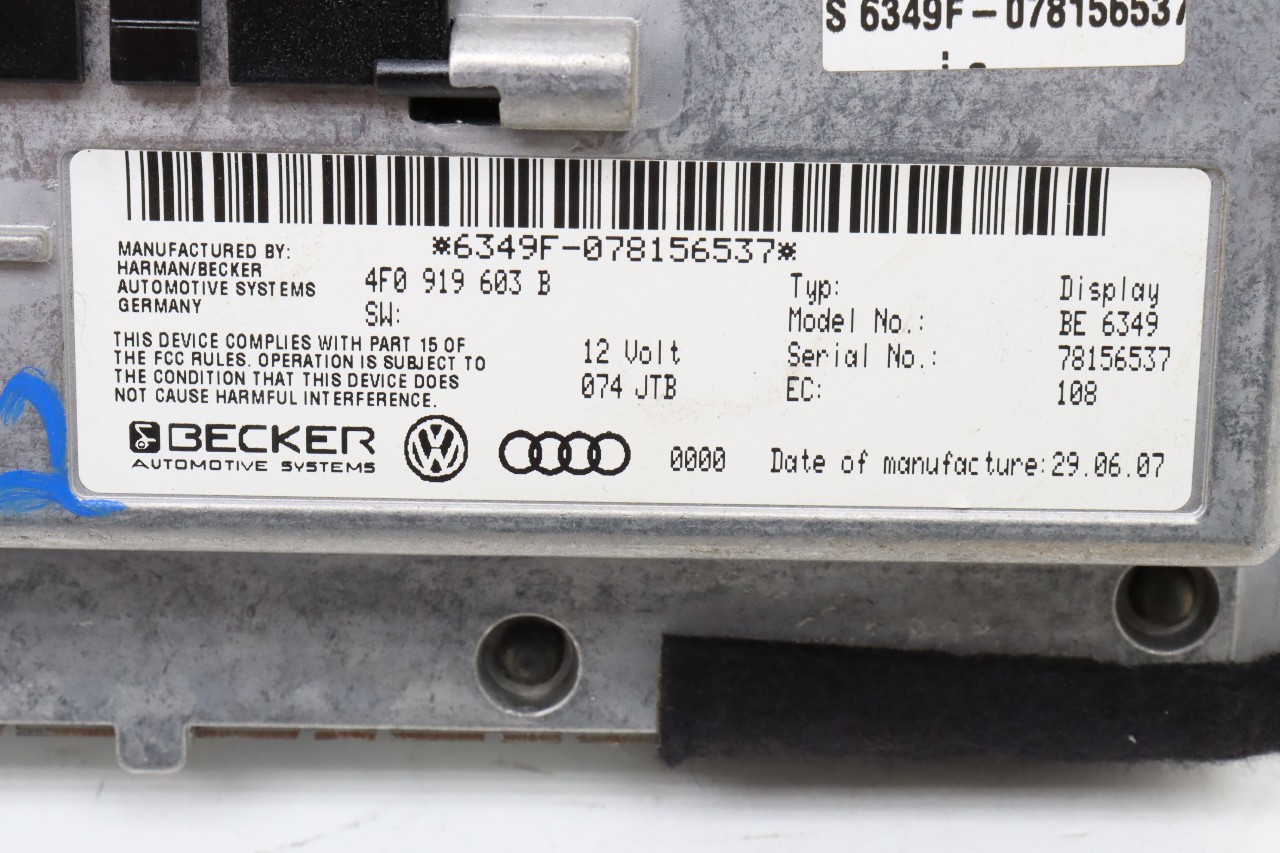 S 6349F-078156537
*6349F-078156537*
MANUFACTURED BY:
HARMAN/BECKER
AUTOMOTIVE SYSTEMS
GERMANY
4F0 919 603 B
SW:
Typ: Display
Model No.: BE 6349
Serial No.: 78156537
EC: 108
12 Volt
074 JTB
THIS DEVICE COMPLIES WITH PART 15 OF
THE FCC RULES. OPERATION IS SUBJECT TO
THE CONDITION THAT THIS DEVICE DOES
NOT CAUSE HARMFUL INTERFERENCE.
BECKER
AUTOMOTIVE SYSTEMS
VW
0000
Date of manufacture: 29.06.07